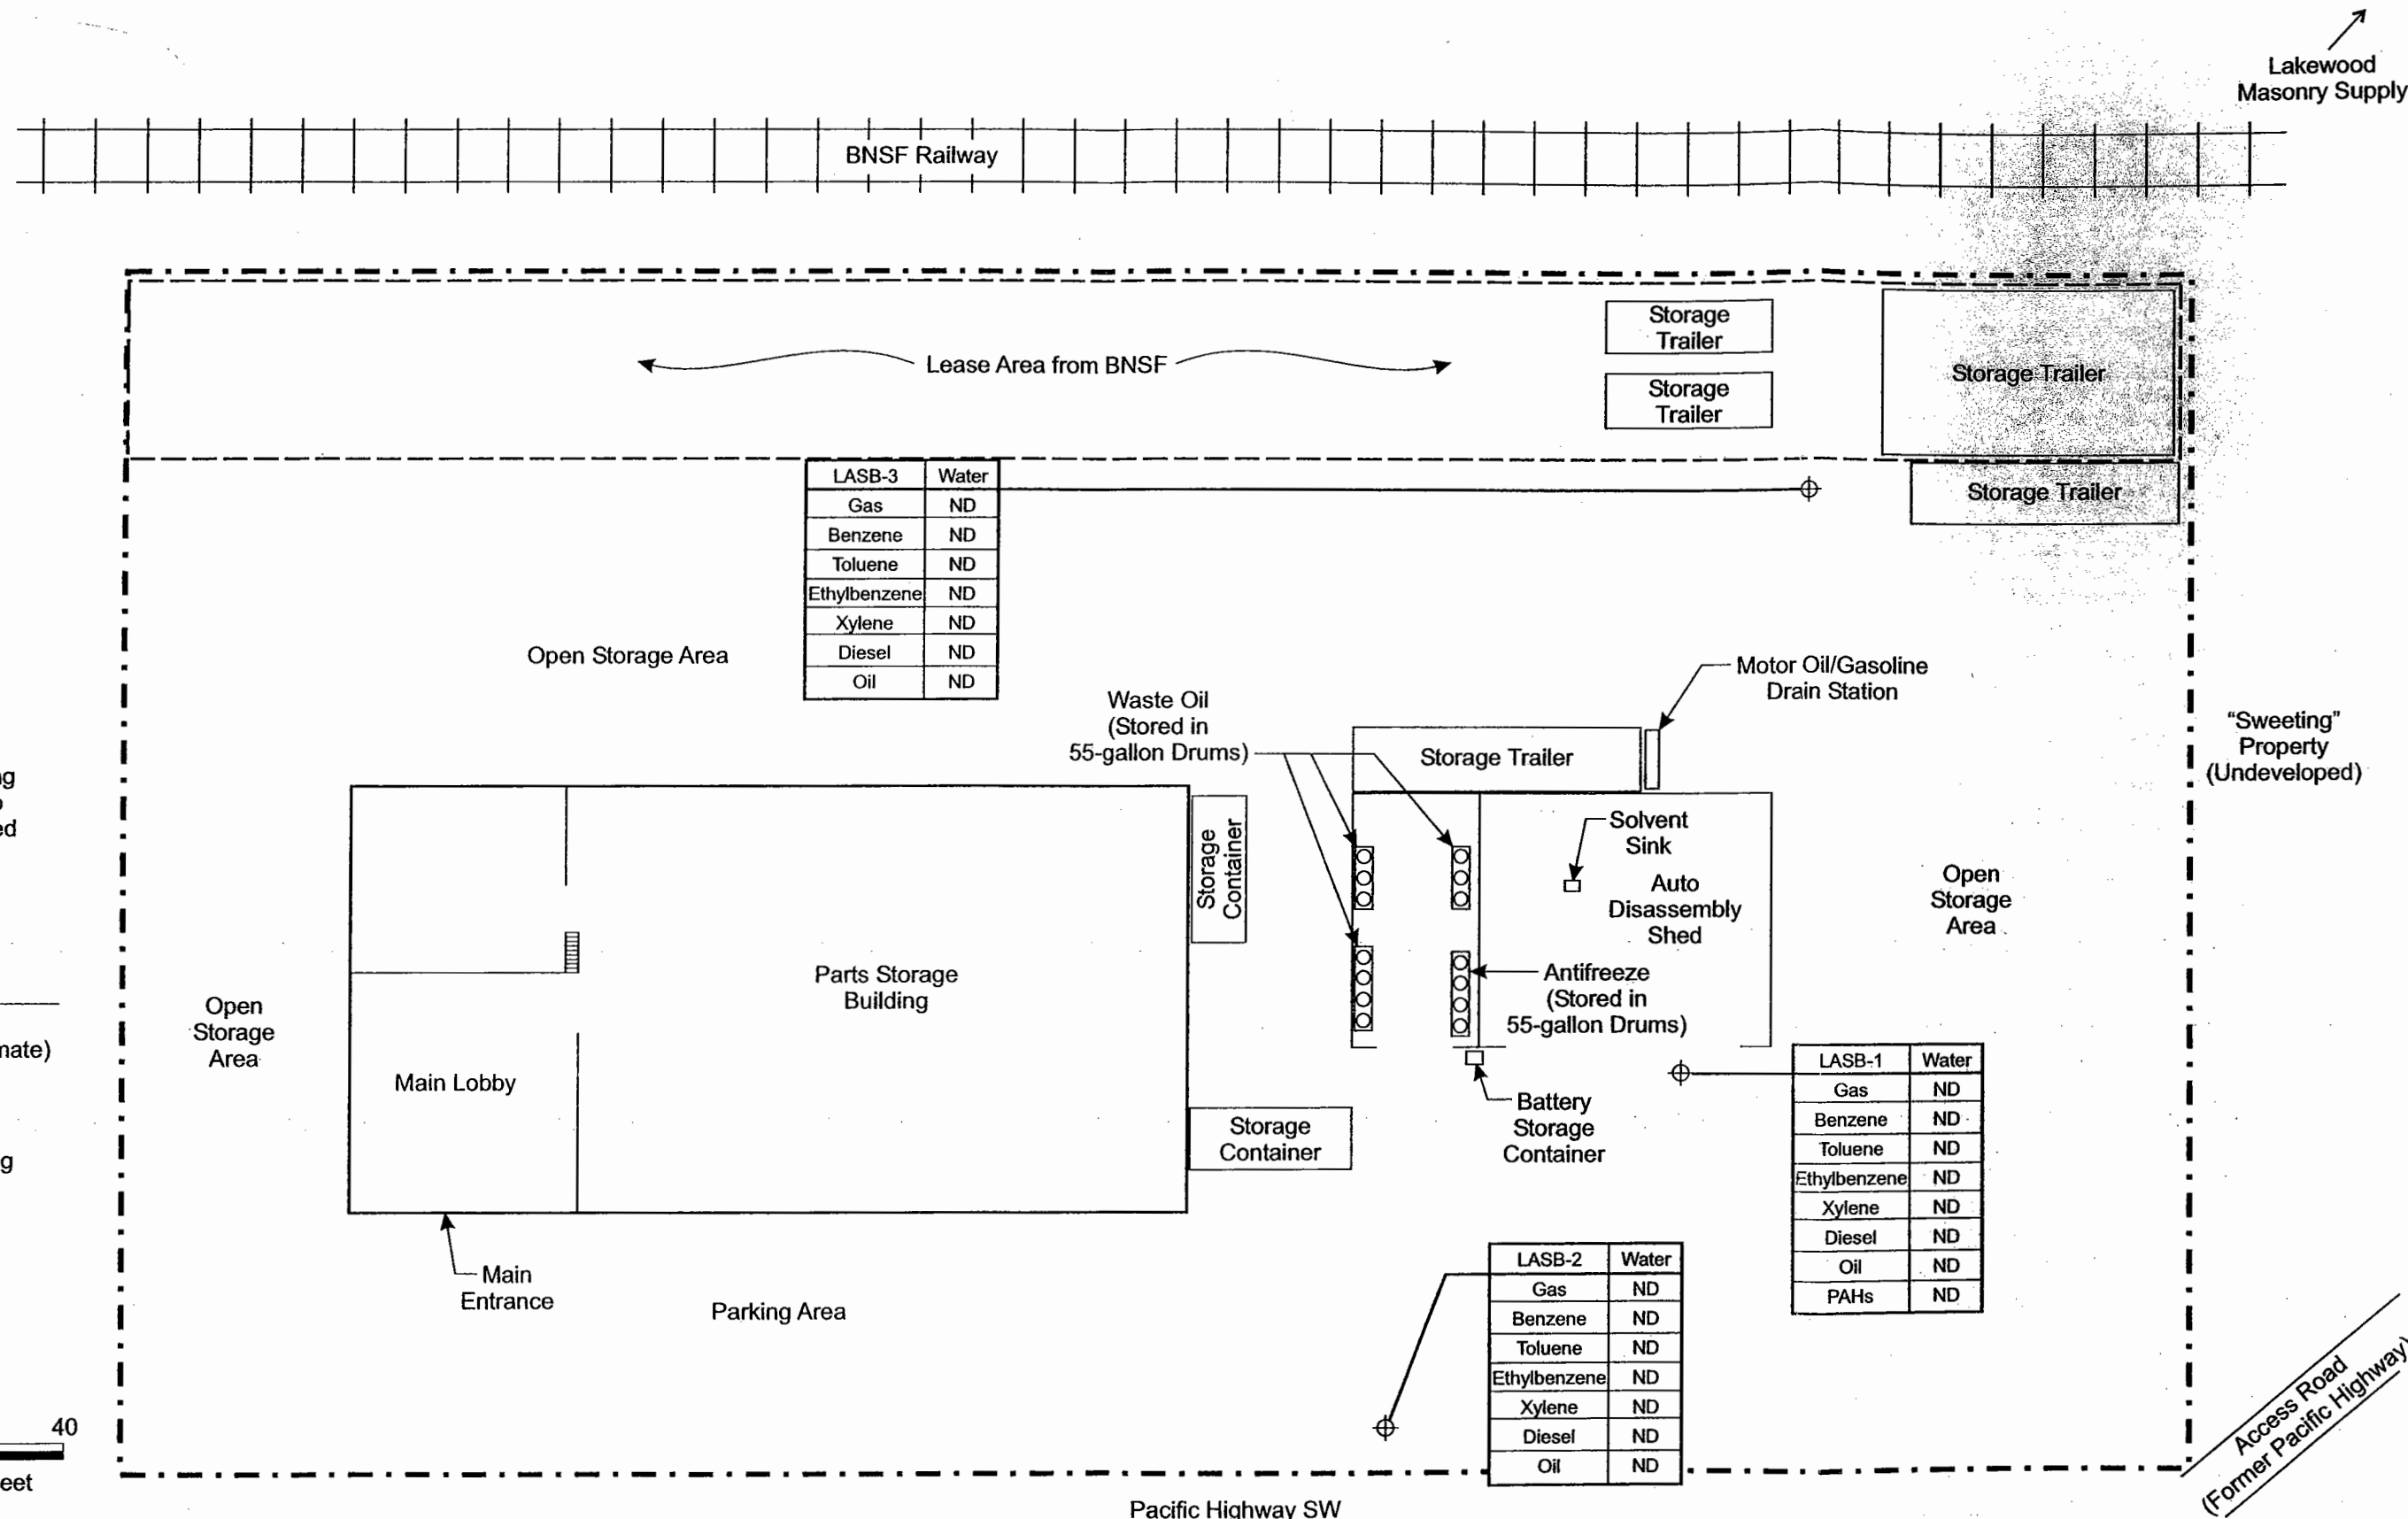 Lakewood
Masonry Supply
BNSF Railway
Storage
Trailer
Lease Area from BNSF
Storage
Trailer
Storage Trailer
Storage Trailer
LASB-3 Water
Gas ND
Benzene ND
Toluene ND
Ethylbenzene ND
Xylene ND
Diesel ND
Oil ND
Open Storage Area
Motor Oil/Gasoline
Drain Station
Waste Oil
(Stored in
55-gallon Drums)
Storage Trailer
“Sweeting”
Property
(Undeveloped)
Storage
Container
Solvent
Sink
Auto
Disassembly
Shed
Open
Storage
Area
Parts Storage
Building
Antifreeze
(Stored in
55-gallon Drums)
Open
Storage
Area
Main Lobby
Battery
Storage
Container
Storage
Container
LASB-1 Water
Gas ND
Benzene ND
Toluene ND
Ethylbenzene ND
Xylene ND
Diesel ND
Oil ND
PAHs ND
Main
Entrance
Parking Area
LASB-2 Water
Gas ND
Benzene ND
Toluene ND
Ethylbenzene ND
Xylene ND
Diesel ND
Oil ND
Access Road
(Former Pacific Highway)
40
Pacific Highway SW